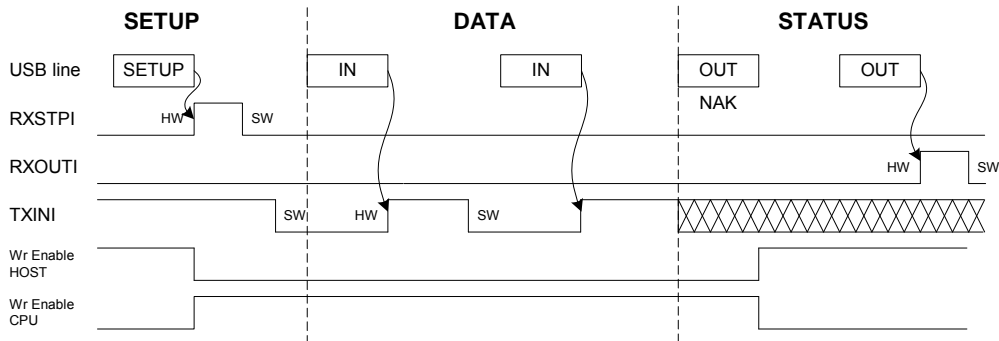 SETUP DATA STATUS
USB line SETUP IN IN OUT OUT
NAK
RXSTPI HW SW
RXOUTI HW SW
TXINI SW HW SW
Wr Enable
HOST
Wr Enable
CPU